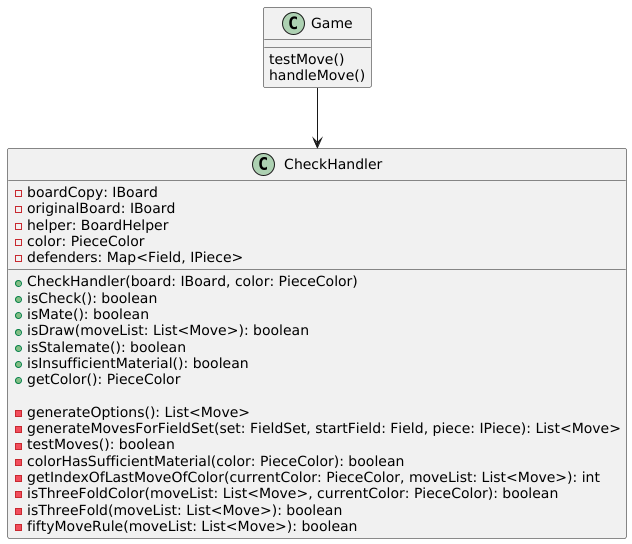 C Game
testMove()
handleMove()
C CheckHandler
boardCopy: IBoard
originalBoard: IBoard
helper: BoardHelper
color: PieceColor
defenders: Map<Field, IPiece>
CheckHandler(board: IBoard, color: PieceColor)
isCheck(): boolean
isMate(): boolean
isDraw(moveList: List<Move>): boolean
isStalemate(): boolean
isInsufficientMaterial(): boolean
getColor(): PieceColor
generateOptions(): List<Move>
generateMovesForFieldSet(set: FieldSet, startField: Field, piece: IPiece): List<Move>
testMoves(): boolean
colorHasSufficientMaterial(color: PieceColor): boolean
getIndexOfLastMoveOfColor(currentColor: PieceColor, moveList: List<Move>): int
isThreeFoldColor(moveList: List<Move>, currentColor: PieceColor): boolean
isThreeFold(moveList: List<Move>): boolean
fiftyMoveRule(moveList: List<Move>): boolean